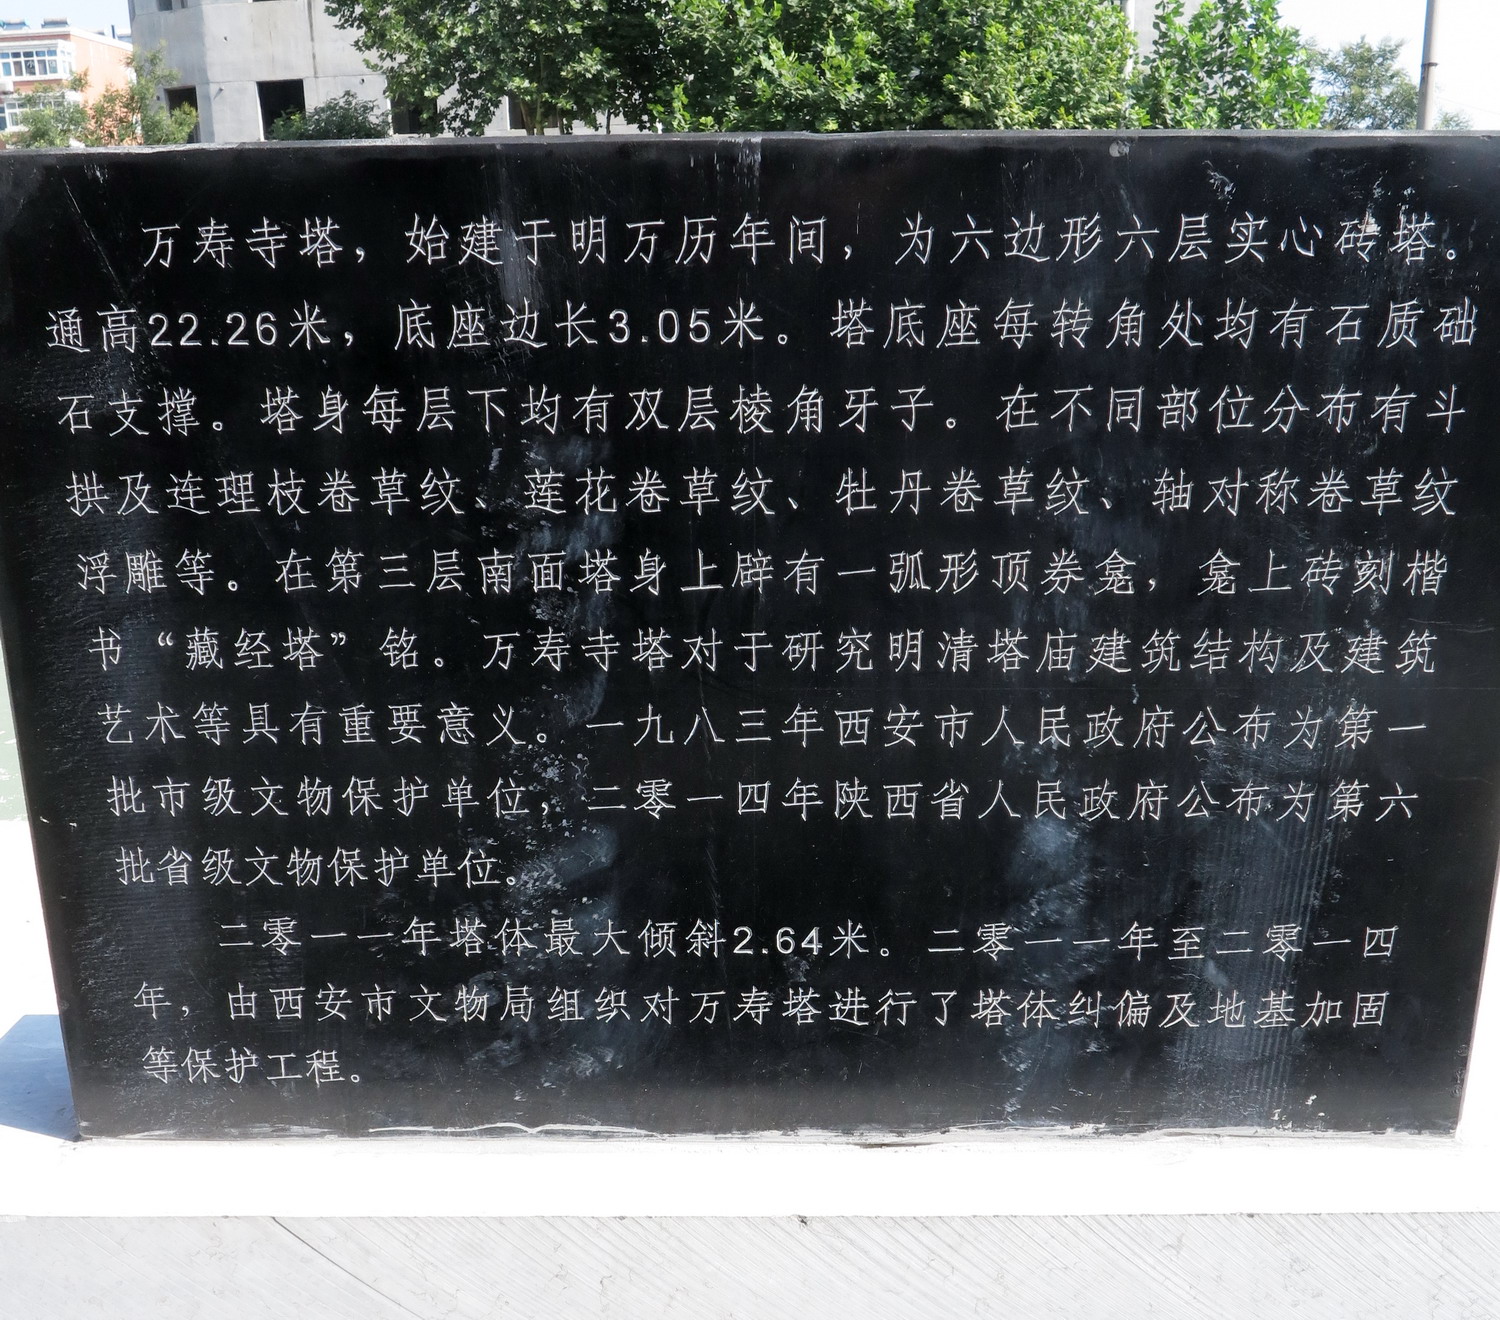 万寿寺塔，始建于明万历年间，为六边形六层实心砖塔。
通高22.26米，底座边长3.05米。塔底座每转角处均有石质础
石支撑。塔身每层下均有双层棱角牙子。在不同部位分布有斗
拱及连理枝卷草纹、莲花卷草纹、牡丹卷草纹、轴对称卷草纹
浮雕等。在第三层南面塔身上辟有一弧形顶券龛，龛上砖刻楷
书“藏经塔”铭。万寿寺塔对于研究明清塔庙建筑结构及建筑
艺术等具有重要意义。一九八三年西安市人民政府公布为第一
批市级文物保护单位，二零一四年陕西省人民政府公布为第六
批省级文物保护单位。
二零一一年塔体最大倾斜2.64米。二零一一年至二零一四
年，由西安市文物局组织对万寿塔进行了塔体纠偏及地基加固
等保护工程。